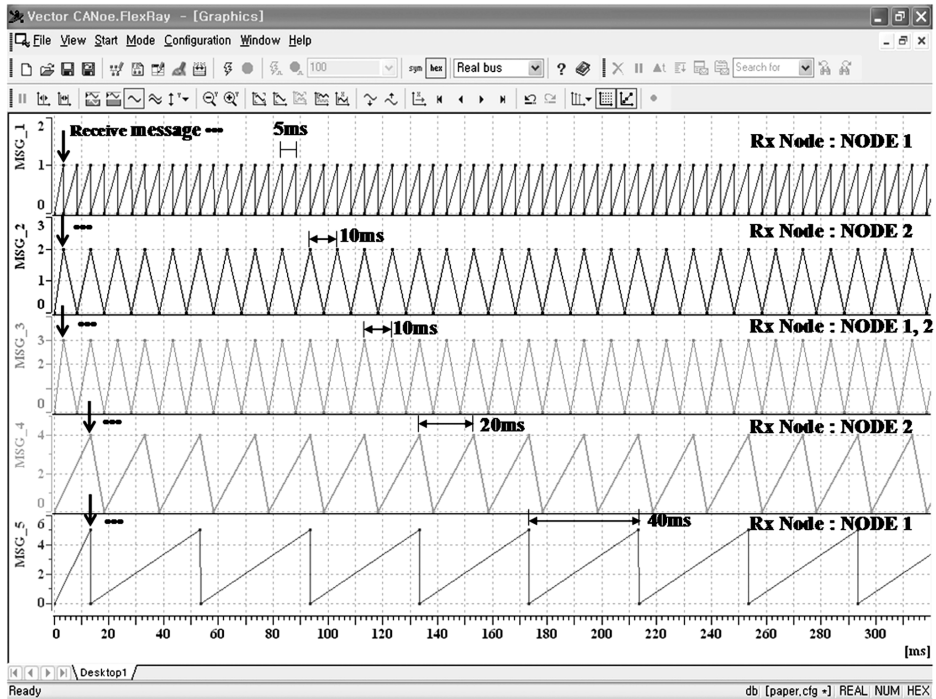 Vector CANoe.FlexRay - [Graphics]
File View Start Mode Configuration Window Help
100 sym hex Real bus ? Search for
MSG_1 2 1 0
Receive message ---
5ms
Rx Node : NODE 1
MSG_2 3 2 1 0
---
10ms
Rx Node : NODE 2
MSG_3 3 2 0
---
10ms
Rx Node : NODE 1, 2
MSG_4 4 2 0
---
20ms
Rx Node : NODE 2
MSG_5 6 4 2 0
---
40ms
Rx Node : NODE 1
0 20 40 60 80 100 120 140 160 180 200 220 240 260 280 300
[ms]
Desktop1
Ready db [paper.cfg *] REAL NUM HEX